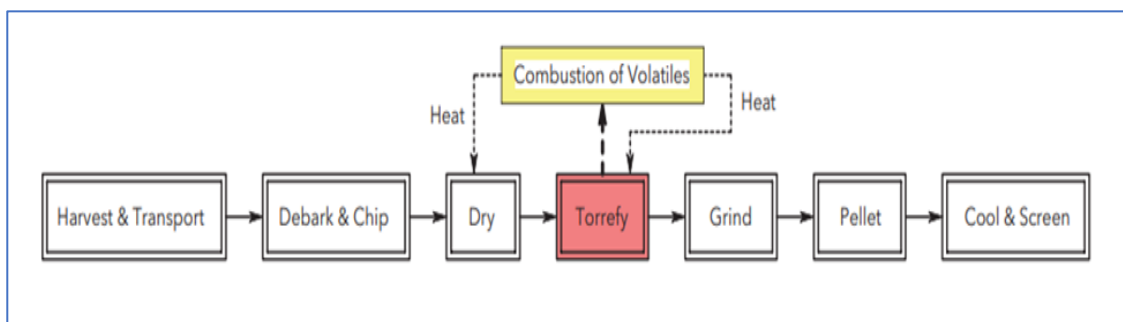 Combustion of Volatiles
Heat
Heat
Harvest & Transport
Debark & Chip
Dry
Torrefy
Grind
Pellet
Cool & Screen